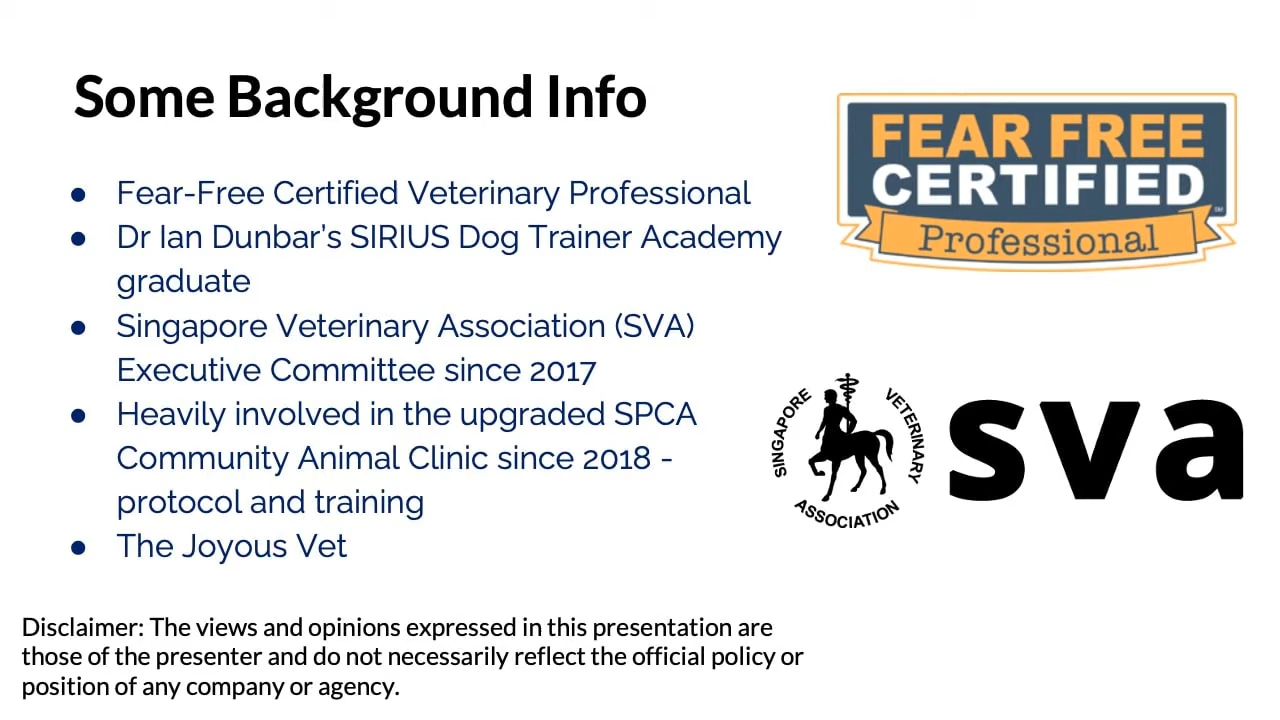 Some Background Info
● Fear-Free Certified Veterinary Professional
● Dr Ian Dunbar’s SIRIUS Dog Trainer Academy
graduate
● Singapore Veterinary Association (SVA)
Executive Committee since 2017
● Heavily involved in the upgraded SPCA
Community Animal Clinic since 2018 -
protocol and training
● The Joyous Vet
FEAR FREE
CERTIFIED
SM
Professional
SINGAPORE VETERINARY
ASSOCIATION
sva
Disclaimer: The views and opinions expressed in this presentation are
those of the presenter and do not necessarily reflect the official policy or
position of any company or agency.